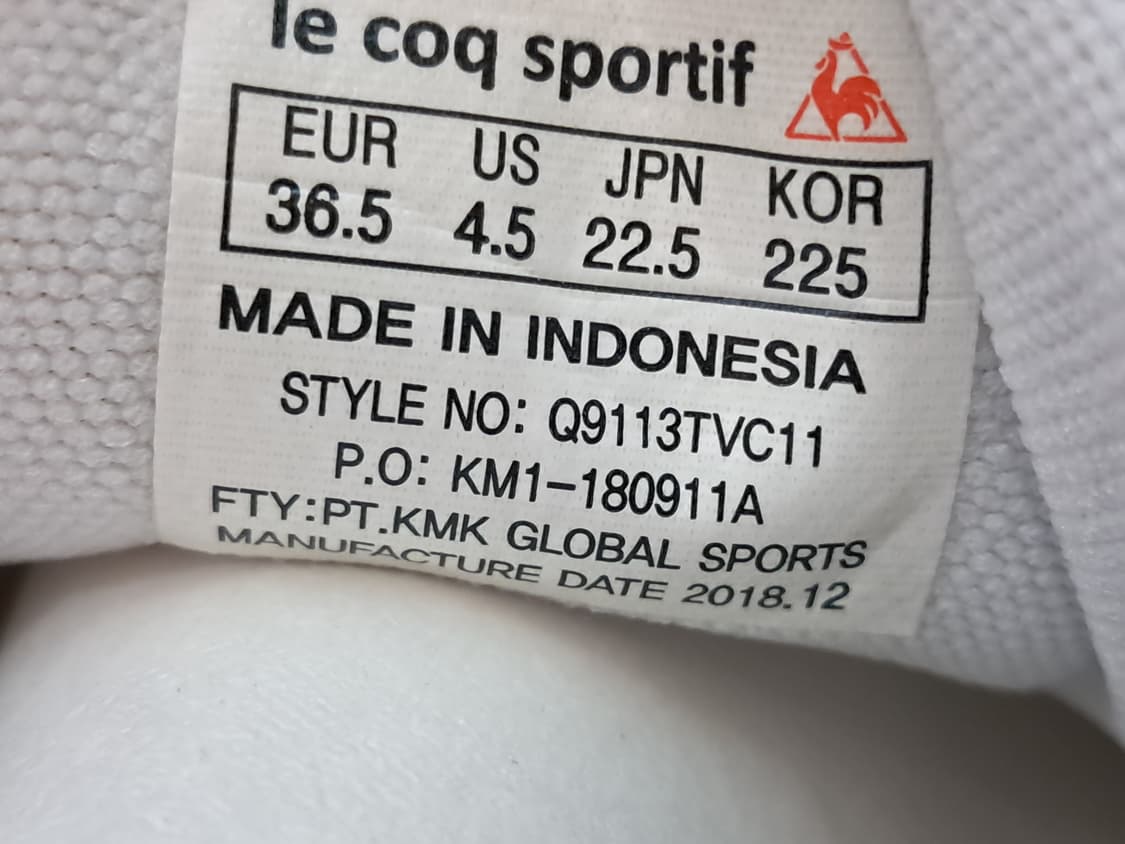 le coq sportif
EUR US JPN KOR
36.5 4.5 22.5 225
MADE IN INDONESIA
STYLE NO: Q9113TVC11
P.O: KM1-180911A
FTY:PT.KMK GLOBAL SPORTS
MANUFACTURE DATE 2018.12